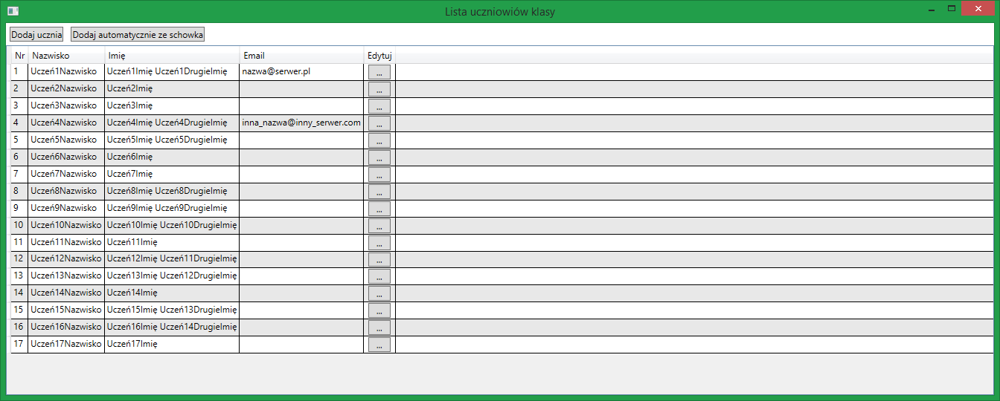 Lista uczniowiów klasy
Dodaj ucznia Dodaj automatycznie ze schowka
Nr Nazwisko Imię Email Edytuj
1 Uczeń1Nazwisko Uczeń1Imię Uczeń1DrugieImię nazwa@serwer.pl ...
2 Uczeń2Nazwisko Uczeń2Imię ...
3 Uczeń3Nazwisko Uczeń3Imię ...
4 Uczeń4Nazwisko Uczeń4Imię Uczeń4DrugieImię inna_nazwa@inny_serwer.com ...
5 Uczeń5Nazwisko Uczeń5Imię Uczeń5DrugieImię ...
6 Uczeń6Nazwisko Uczeń6Imię ...
7 Uczeń7Nazwisko Uczeń7Imię ...
8 Uczeń8Nazwisko Uczeń8Imię Uczeń8DrugieImię ...
9 Uczeń9Nazwisko Uczeń9Imię Uczeń9DrugieImię ...
10 Uczeń10Nazwisko Uczeń10Imię Uczeń10DrugieImię ...
11 Uczeń11Nazwisko Uczeń11Imię ...
12 Uczeń12Nazwisko Uczeń12Imię Uczeń11DrugieImię ...
13 Uczeń13Nazwisko Uczeń13Imię Uczeń12DrugieImię ...
14 Uczeń14Nazwisko Uczeń14Imię ...
15 Uczeń15Nazwisko Uczeń15Imię Uczeń13DrugieImię ...
16 Uczeń16Nazwisko Uczeń16Imię Uczeń14DrugieImię ...
17 Uczeń17Nazwisko Uczeń17Imię ...